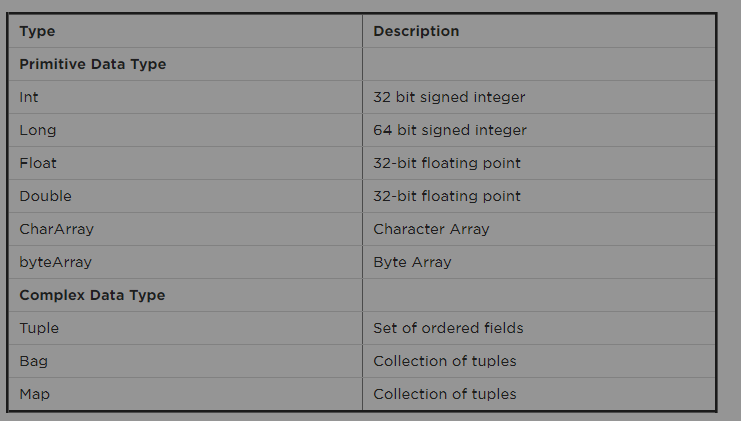 Type Description
Primitive Data Type
Int 32 bit signed integer
Long 64 bit signed integer
Float 32-bit floating point
Double 32-bit floating point
CharArray Character Array
byteArray Byte Array
Complex Data Type
Tuple Set of ordered fields
Bag Collection of tuples
Map Collection of tuples